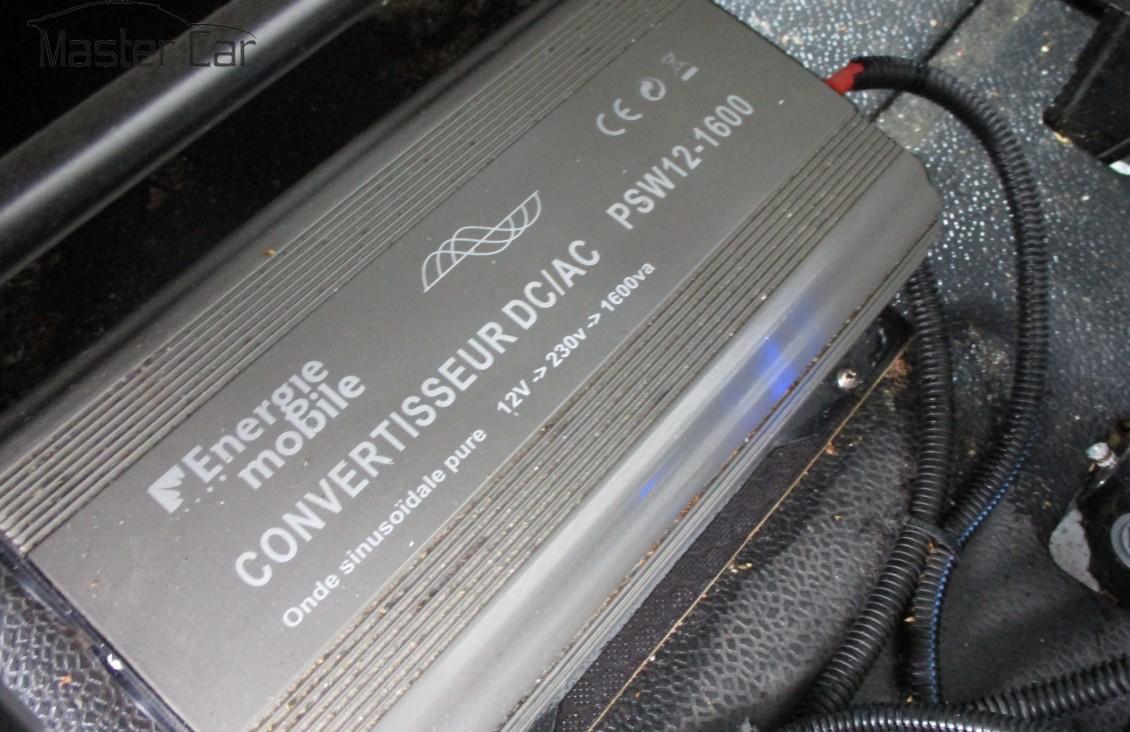 Master Car
CE
Energie
moBile
CONVERTISSEUR DC/AC PSW12-1600
Onde sinusoïdale pure 12V -> 230v -> 1600va